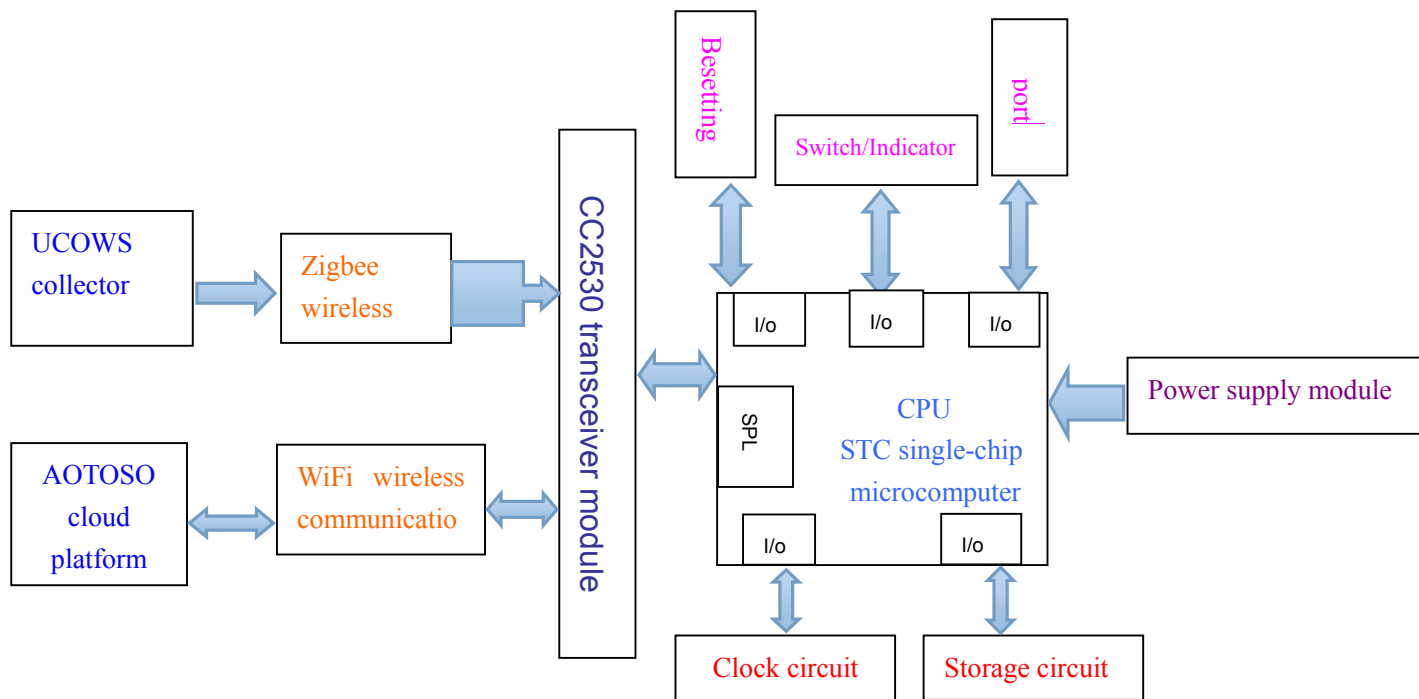 Besetting
port
Switch/Indicator
UCOWS
collector
Zigbee
wireless
CC2530 transceiver module
I/o
I/o
I/o
Power supply module
SPL
CPU
STC single-chip
microcomputer
AOTOSO
cloud
platform
WiFi wireless
communicatio
I/o
I/o
Clock circuit
Storage circuit